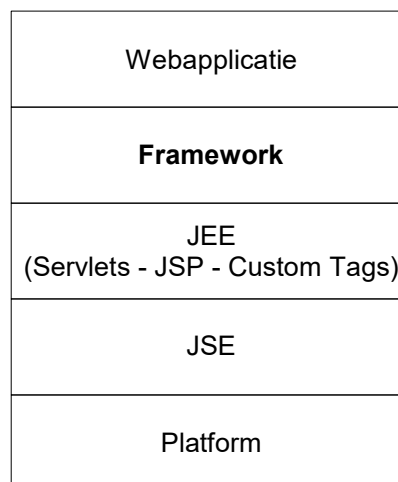 Webapplicatie
Framework
JEE
(Servlets - JSP - Custom Tags)
JSE
Platform